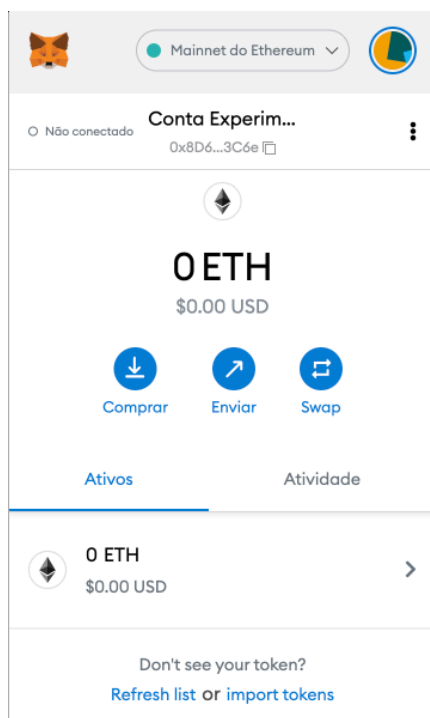 Mainnet do Ethereum
Não conectado
Conta Experim...
0x8D6...3C6e
0 ETH
$0.00 USD
Comprar Enviar Swap
Ativos Atividade
0 ETH
$0.00 USD
Don't see your token?
Refresh list or import tokens